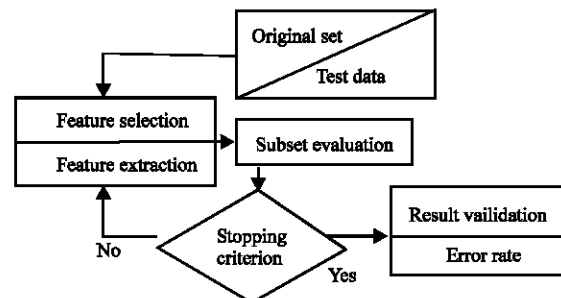 Original set
Test data
Feature selection
Feature extraction
Subset evaluation
Stopping
criterion
No
Yes
Result vailidation
Error rate